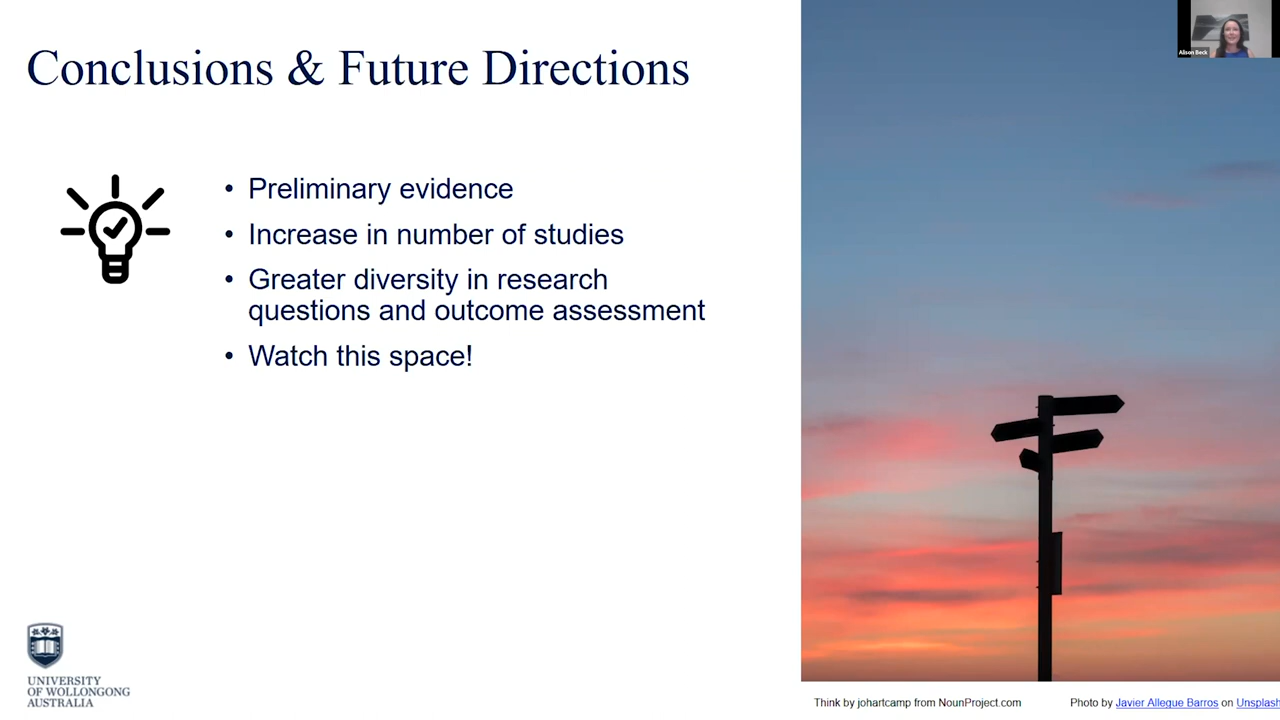 Conclusions & Future Directions
Alison Beck
• Preliminary evidence
• Increase in number of studies
• Greater diversity in research
questions and outcome assessment
• Watch this space!
UNIVERSITY
OF WOLLONGONG
AUSTRALIA
Think by johartcamp from NounProject.com
Photo by Javier Allegue Barros on Unsplash